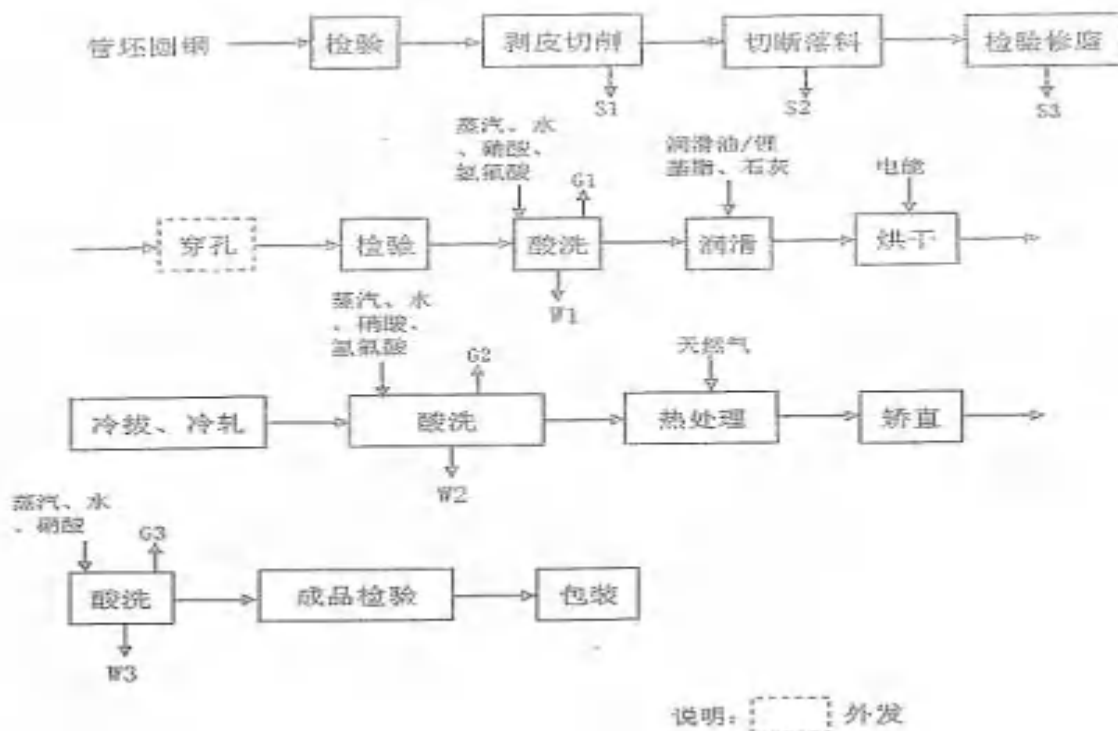 管坯圆钢
检验
剥皮切削
切断落料
检验修磨
S1
S2
S3
蒸汽、水
、硝酸、
氢氟酸
G1
润滑油/锂
基脂、石灰
电能
穿孔
检验
酸洗
润滑
烘干
W1
蒸汽、水
、硝酸、
氢氟酸
G2
天然气
冷拔、冷轧
酸洗
热处理
矫直
W2
蒸汽、水
、硝酸
G3
酸洗
成品检验
包装
W3
说明:
外发